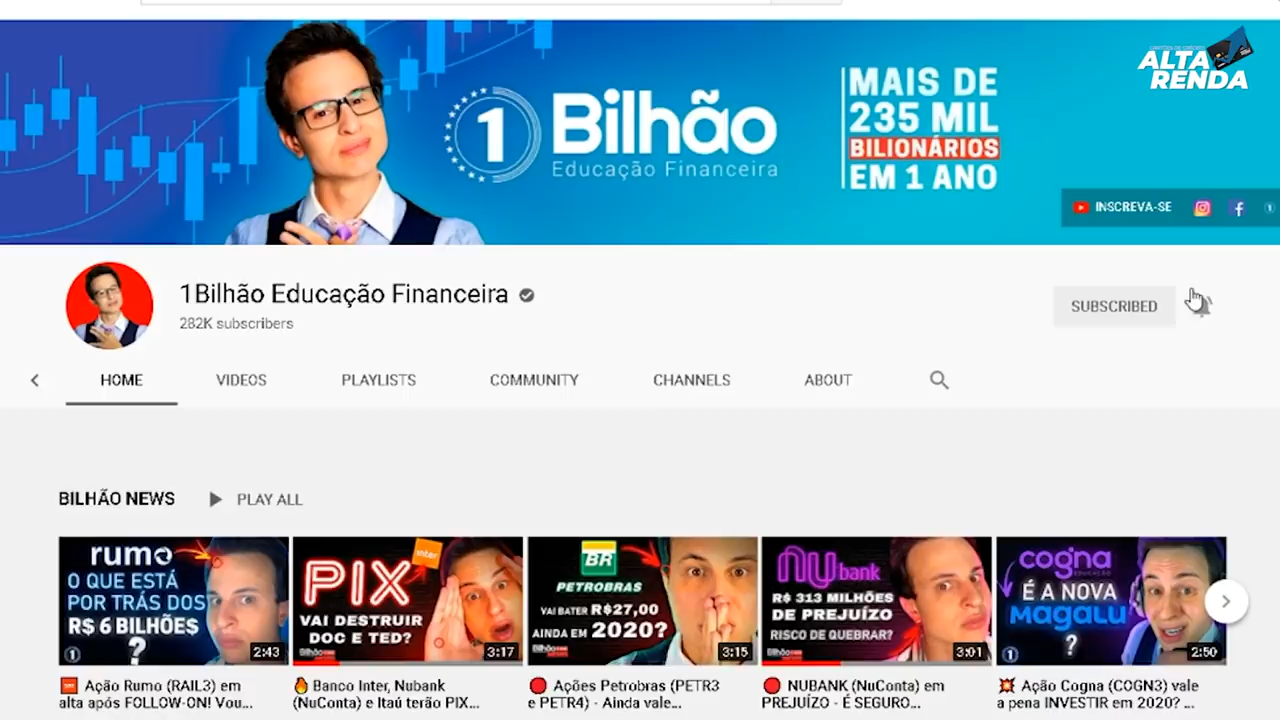 1 Bilhão
Educação Financeira
MAIS DE
235 MIL
BILIONÁRIOS
EM 1 ANO
ALTA
RENDA
INSCREVA-SE
1Bilhão Educação Financeira
282K subscribers
SUBSCRIBED
HOME VIDEOS PLAYLISTS COMMUNITY CHANNELS ABOUT
BILHÃO NEWS PLAY ALL
rumo
O QUE ESTÁ
POR TRÁS DOS
R$ 6 BILHÕES
?
2:43
inter
PIX
VAI DESTRUIR
DOC E TED?
3:17
BR
PETROBRAS
VAI BATER R$27,00
AINDA EM 2020?
3:15
NU bank
R$ 313 MILHÕES
DE PREJUÍZO
RISCO DE QUEBRAR?
3:01
cogna
EDUCAÇÃO
É A NOVA
MAGALU
?
2:50
Ação Rumo (RAIL3) em
alta após FOLLOW-ON! Vou...
Banco Inter, Nubank
(NuConta) e Itaú terão PIX...
Ações Petrobras (PETR3
e PETR4) - Ainda vale...
NUBANK (NuConta) em
PREJUÍZO - É SEGURO...
Ação Cogna (COGN3) vale
a pena INVESTIR em 2020? ...